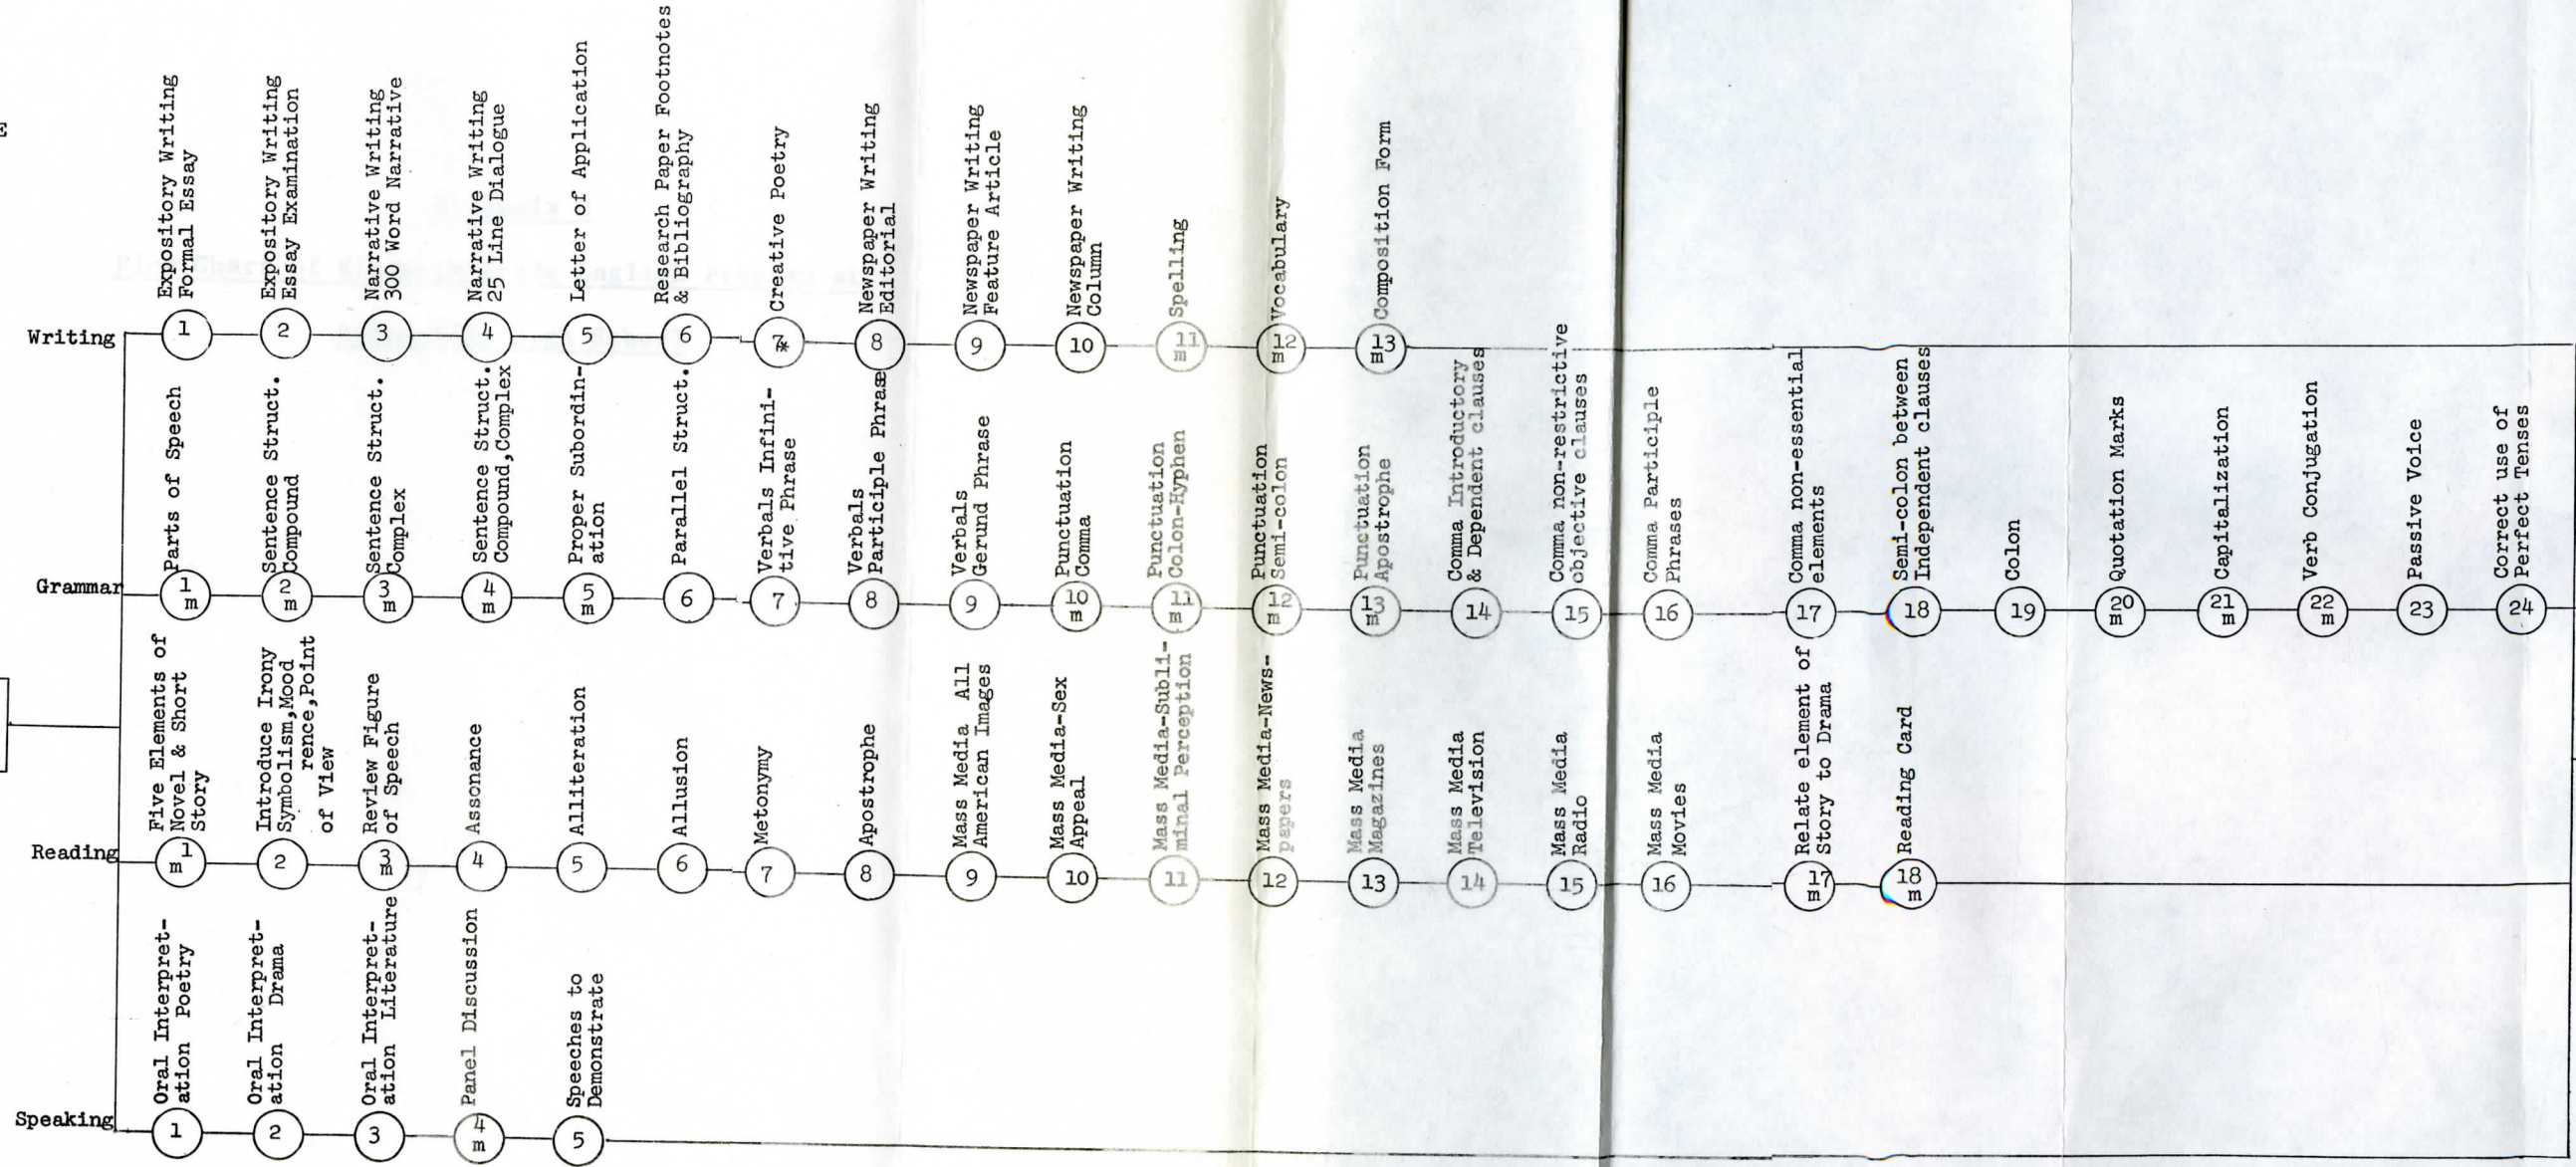 Writing
Expository Writing
Formal Essay
1
Expository Writing
Essay Examination
2
Narrative Writing
300 Word Narrative
3
Narrative Writing
25 Line Dialogue
4
Letter of Application
5
Research Paper Footnotes
& Bibliography
6
Creative Poetry
7*
Newspaper Writing
Editorial
8
Newspaper Writing
Feature Article
9
Newspaper Writing
Column
10
Spelling
11
m
Vocabulary
12
m
Composition Form
13
m
Grammar
Parts of Speech
1
m
Sentence Struct.
Compound
2
m
Sentence Struct.
Complex
3
m
Sentence Struct.
Compound,Complex
4
m
Proper Subordin-
ation
5
m
Parallel Struct.
6
Verbals Infini-
tive Phrase
7
Verbals
Participle Phrase
8
Verbals
Gerund Phrase
9
Punctuation
Comma
10
m
Punctuation
Colon-Hyphen
11
m
Punctuation
Semi-colon
12
m
Punctuation
Apostrophe
13
m
Comma Introductory
& Dependent clauses
14
Comma non-restrictive
objective clauses
15
Comma Participle
Phrases
16
Comma non-essential
elements
17
Semi-colon between
Independent clauses
18
Colon
19
Quotation Marks
20
m
Capitalization
21
m
Verb Conjugation
22
m
Passive Voice
23
Correct use of
Perfect Tenses
24
Reading
Five Elements of
Novel & Short
Story
1
m
Introduce Irony
Symbolism,Mood
rence,Point
of View
2
Review Figure
of Speech
3
m
Assonance
4
Alliteration
5
Allusion
6
Metonymy
7
Apostrophe
8
Mass Media All
American Images
9
Mass Media-Sex
Appeal
10
Mass Media-Subli-
minal Perception
11
Mass Media-News-
papers
12
Mass Media
Magazines
13
Mass Media
Television
14
Mass Media
Radio
15
Mass Media
Movies
16
Relate element of
Story to Drama
17
m
Reading Card
18
m
Speaking
Oral Interpret-
ation Poetry
1
Oral Interpret-
ation Drama
2
Oral Interpret-
ation Literature
3
Panel Discussion
4
m
Speeches to
Demonstrate
5